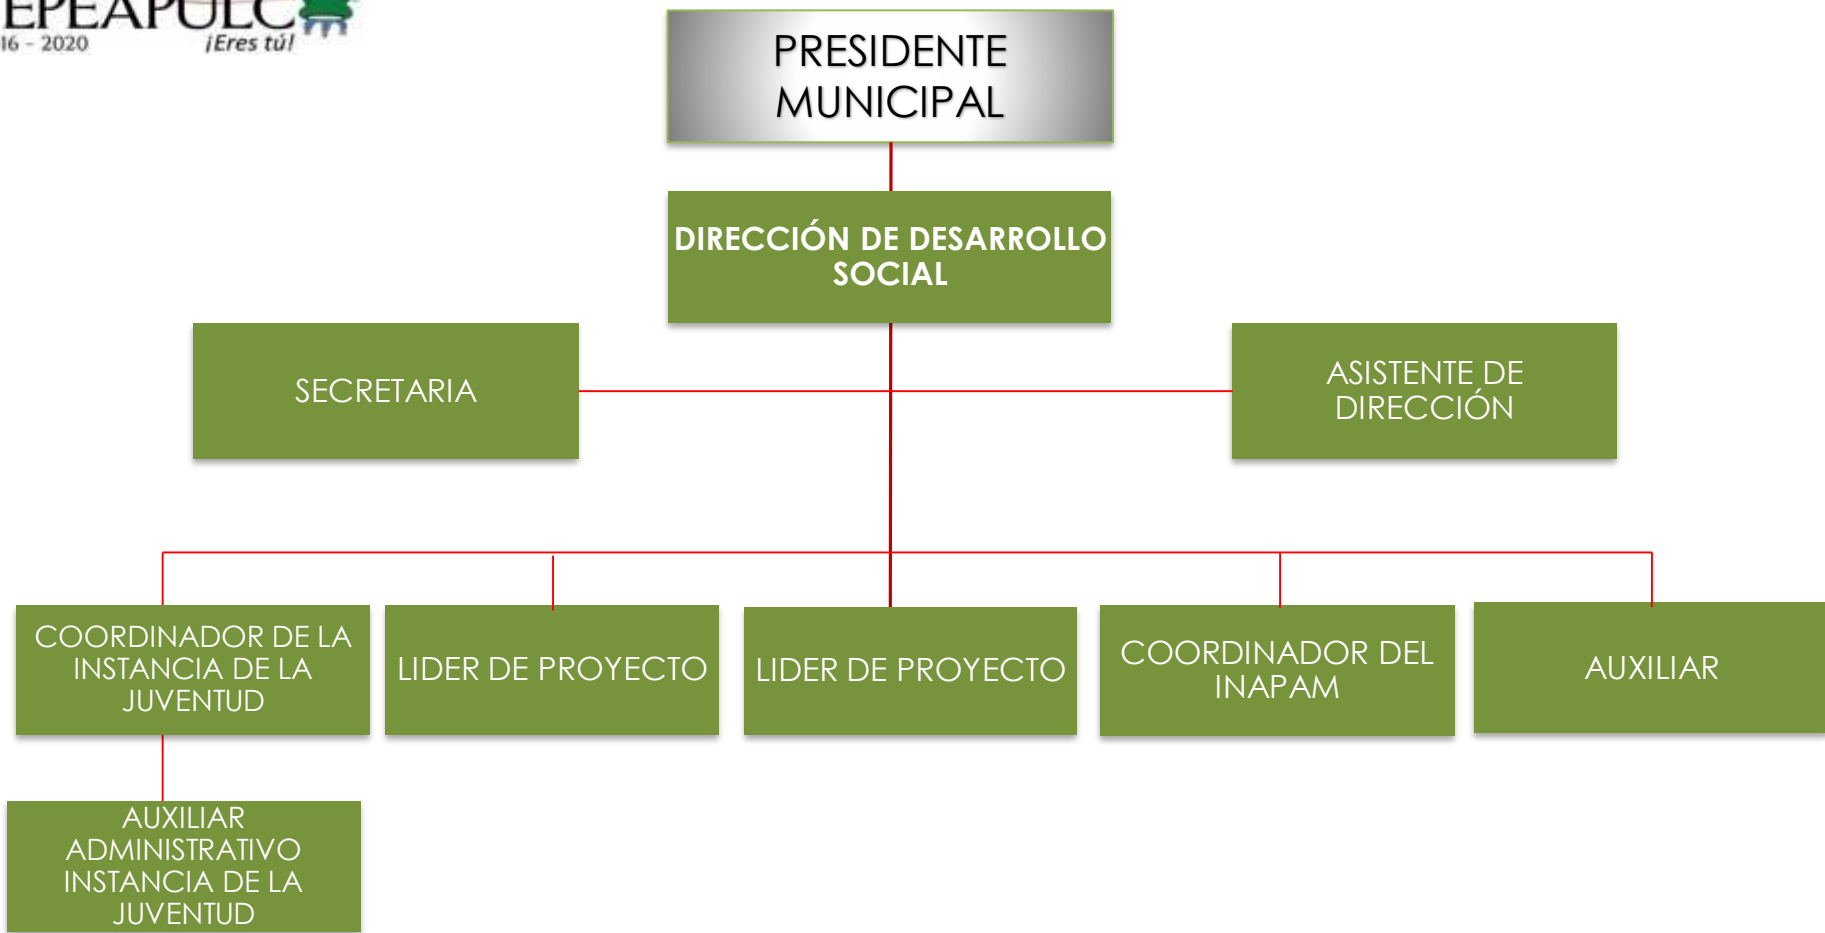 EPEAPULC
16 - 2020
¡Eres tú!
PRESIDENTE
MUNICIPAL
DIRECCIÓN DE DESARROLLO
SOCIAL
SECRETARIA
ASISTENTE DE
DIRECCIÓN
COORDINADOR DE LA
INSTANCIA DE LA
JUVENTUD
LIDER DE PROYECTO
LIDER DE PROYECTO
COORDINADOR DEL
INAPAM
AUXILIAR
AUXILIAR
ADMINISTRATIVO
INSTANCIA DE LA
JUVENTUD